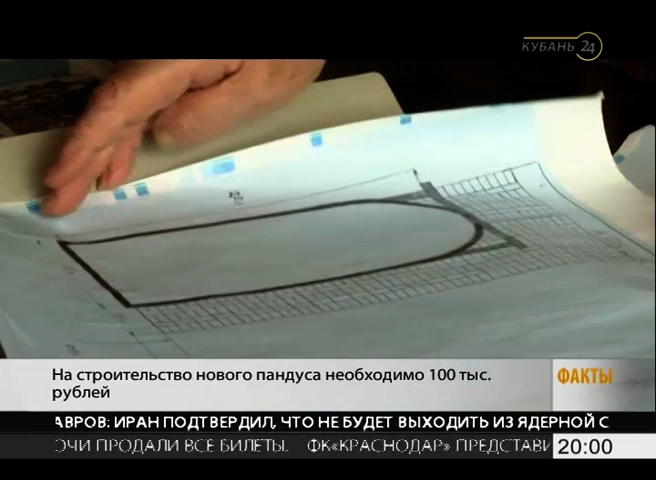 КУБАНЬ 24
На строительство нового пандуса необходимо 100 тыс.
рублей
ФАКТЫ
АВРОВ: ИРАН ПОДТВЕРДИЛ, ЧТО НЕ БУДЕТ ВЫХОДИТЬ ИЗ ЯДЕРНОЙ С
ОЧИ ПРОДАЛИ ВСЕ БИЛЕТЫ. ФК«КРАСНОДАР» ПРЕДСТАВИ
20:00